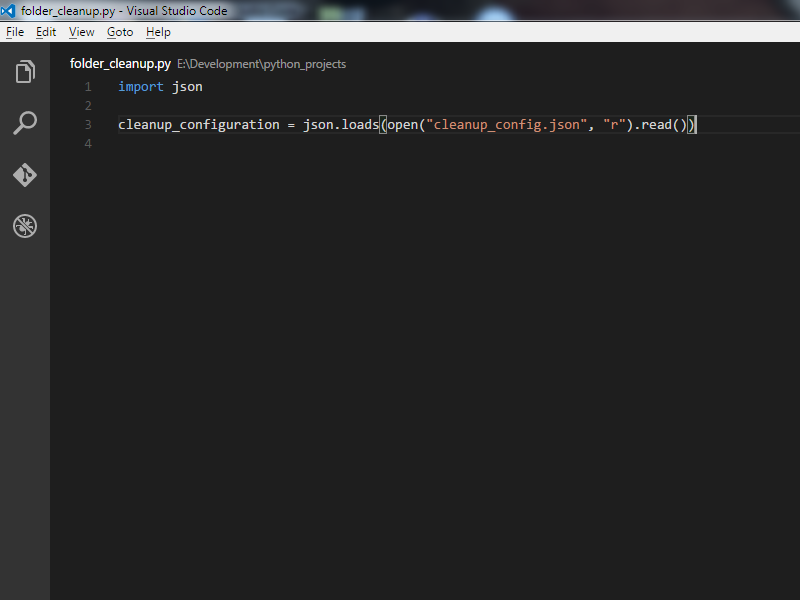 folder_cleanup.py - Visual Studio Code
File Edit View Goto Help
folder_cleanup.py E:\Development\python_projects
1 import json
2
3 cleanup_configuration = json.loads(open("cleanup_config.json", "r").read())
4